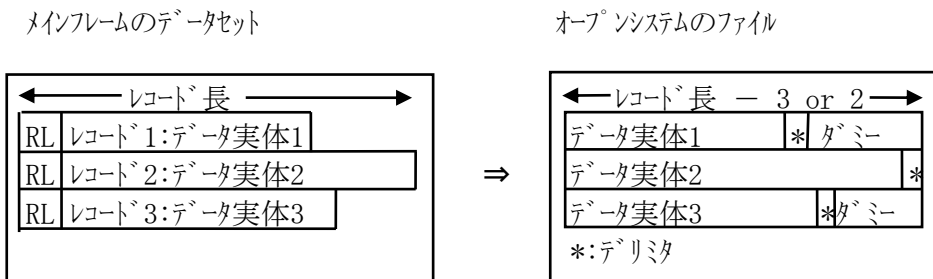 メインフレームのデータセット
オープンシステムのファイル
レコード長
RL レコード1:データ実体1
RL レコード2:データ実体2
RL レコード3:データ実体3
⇒
レコード長 － 3 or 2
データ実体1 * ダミー
データ実体2 *
データ実体3 * ダミー
*:デリミタ